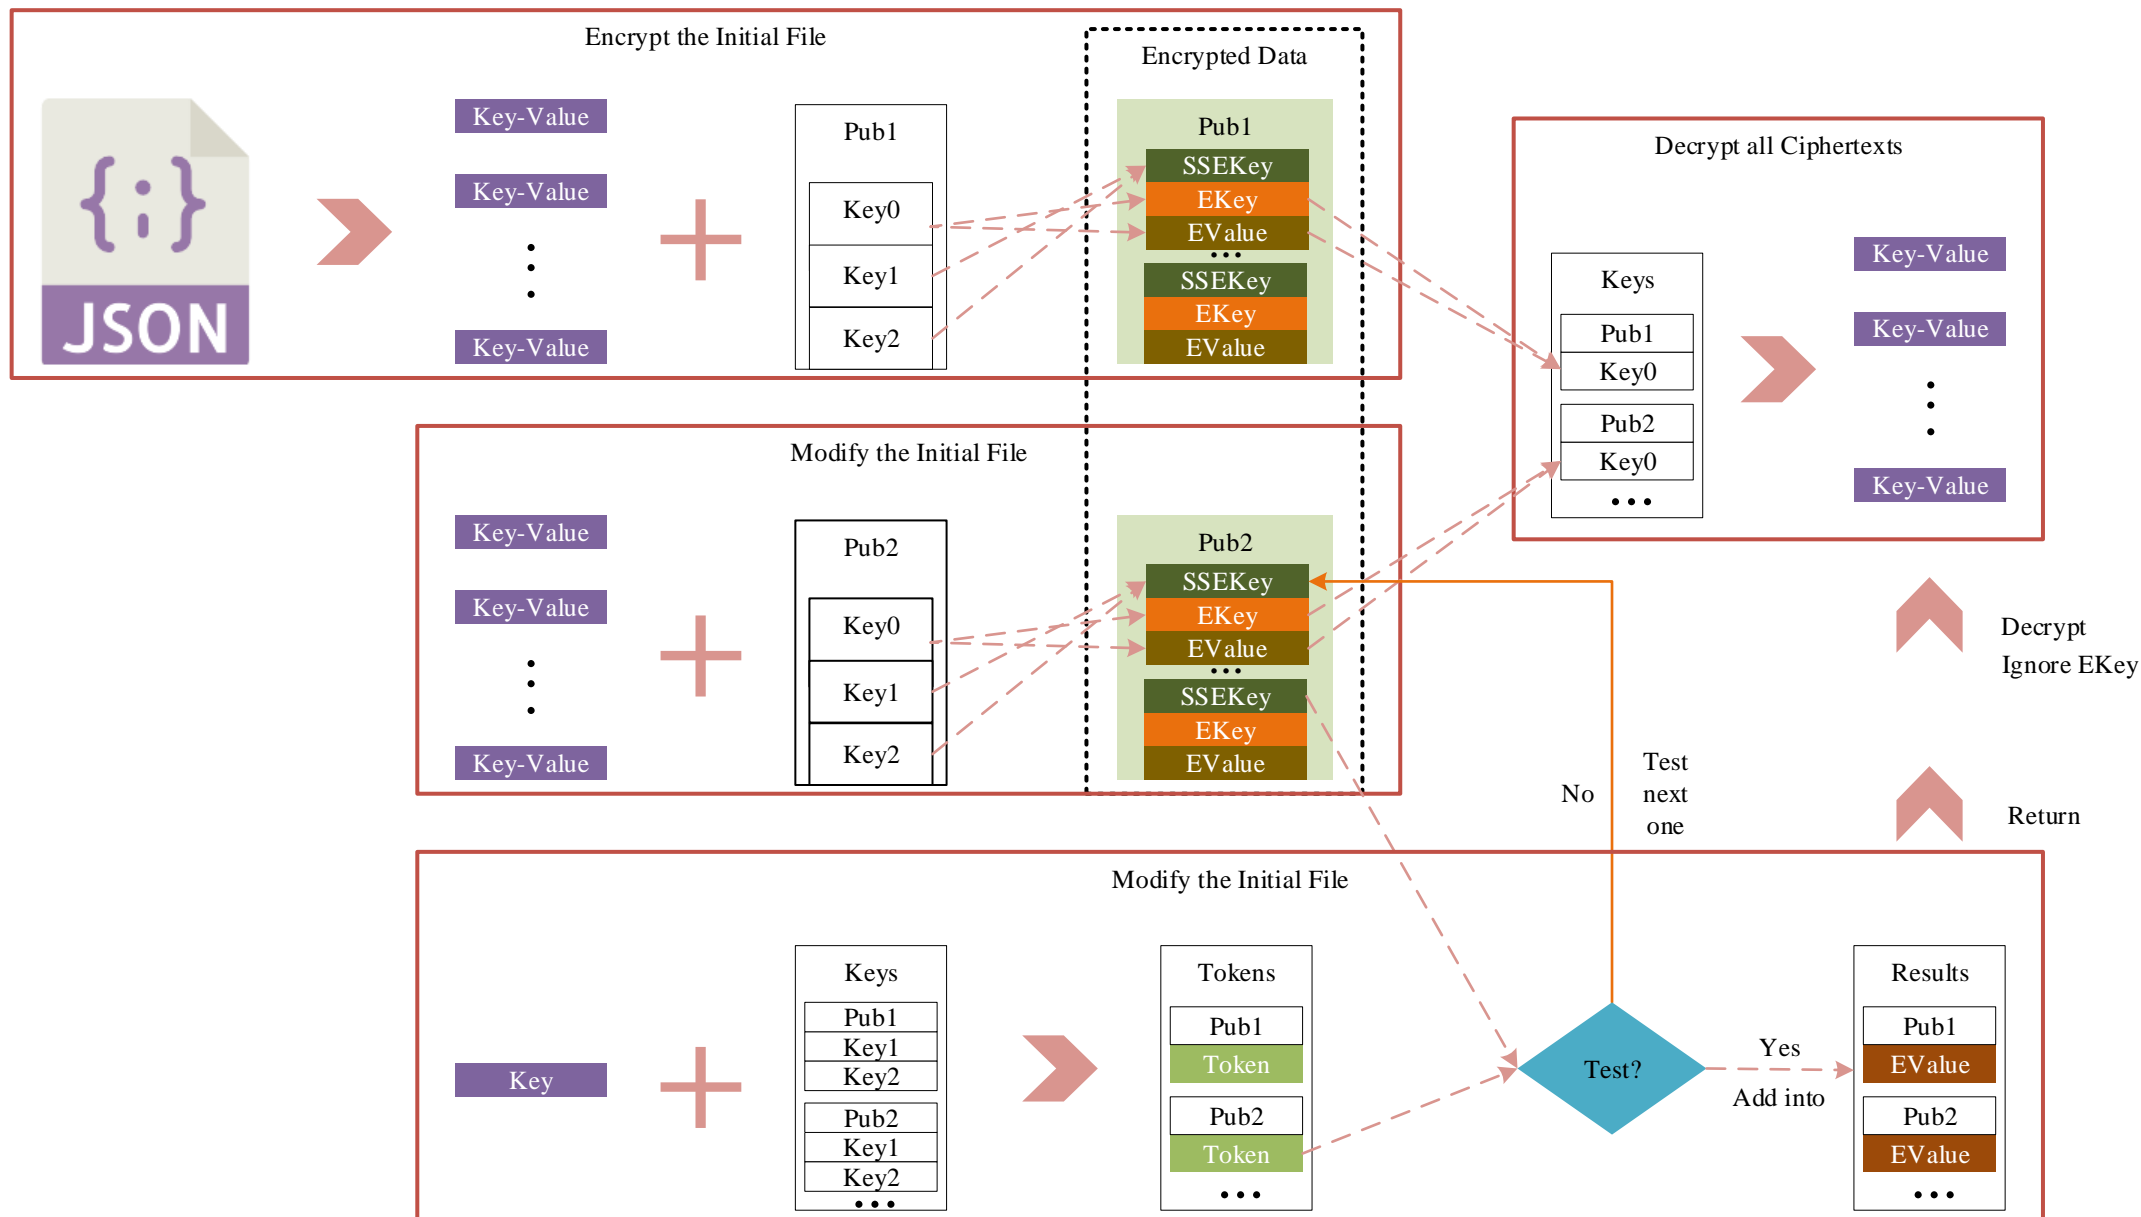 Encrypt the Initial File
JSON
Key-Value
Key-Value
Key-Value
Pub1
Key0
Key1
Key2
Encrypted Data
Pub1
SSEKey
EKey
EValue
SSEKey
EKey
EValue
Decrypt all Ciphertexts
Keys
Pub1
Key0
Pub2
Key0
Key-Value
Key-Value
Key-Value
Modify the Initial File
Key-Value
Key-Value
Key-Value
Pub2
Key0
Key1
Key2
Pub2
SSEKey
EKey
EValue
SSEKey
EKey
EValue
Decrypt
Ignore EKey
No
Test
next
one
Return
Modify the Initial File
Key
Keys
Pub1
Key1
Key2
Pub2
Key1
Key2
Tokens
Pub1
Token
Pub2
Token
Test?
Yes
Add into
Results
Pub1
EValue
Pub2
EValue